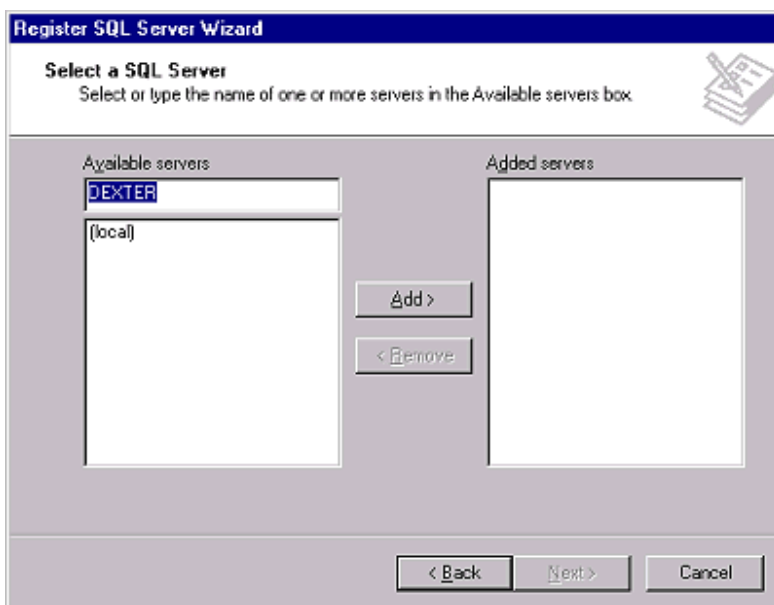 Register SQL Server Wizard
Select a SQL Server
Select or type the name of one or more servers in the Available servers box.
Available servers
Added servers
DEXTER
(local)
Add >
< Remove
< Back
Next >
Cancel